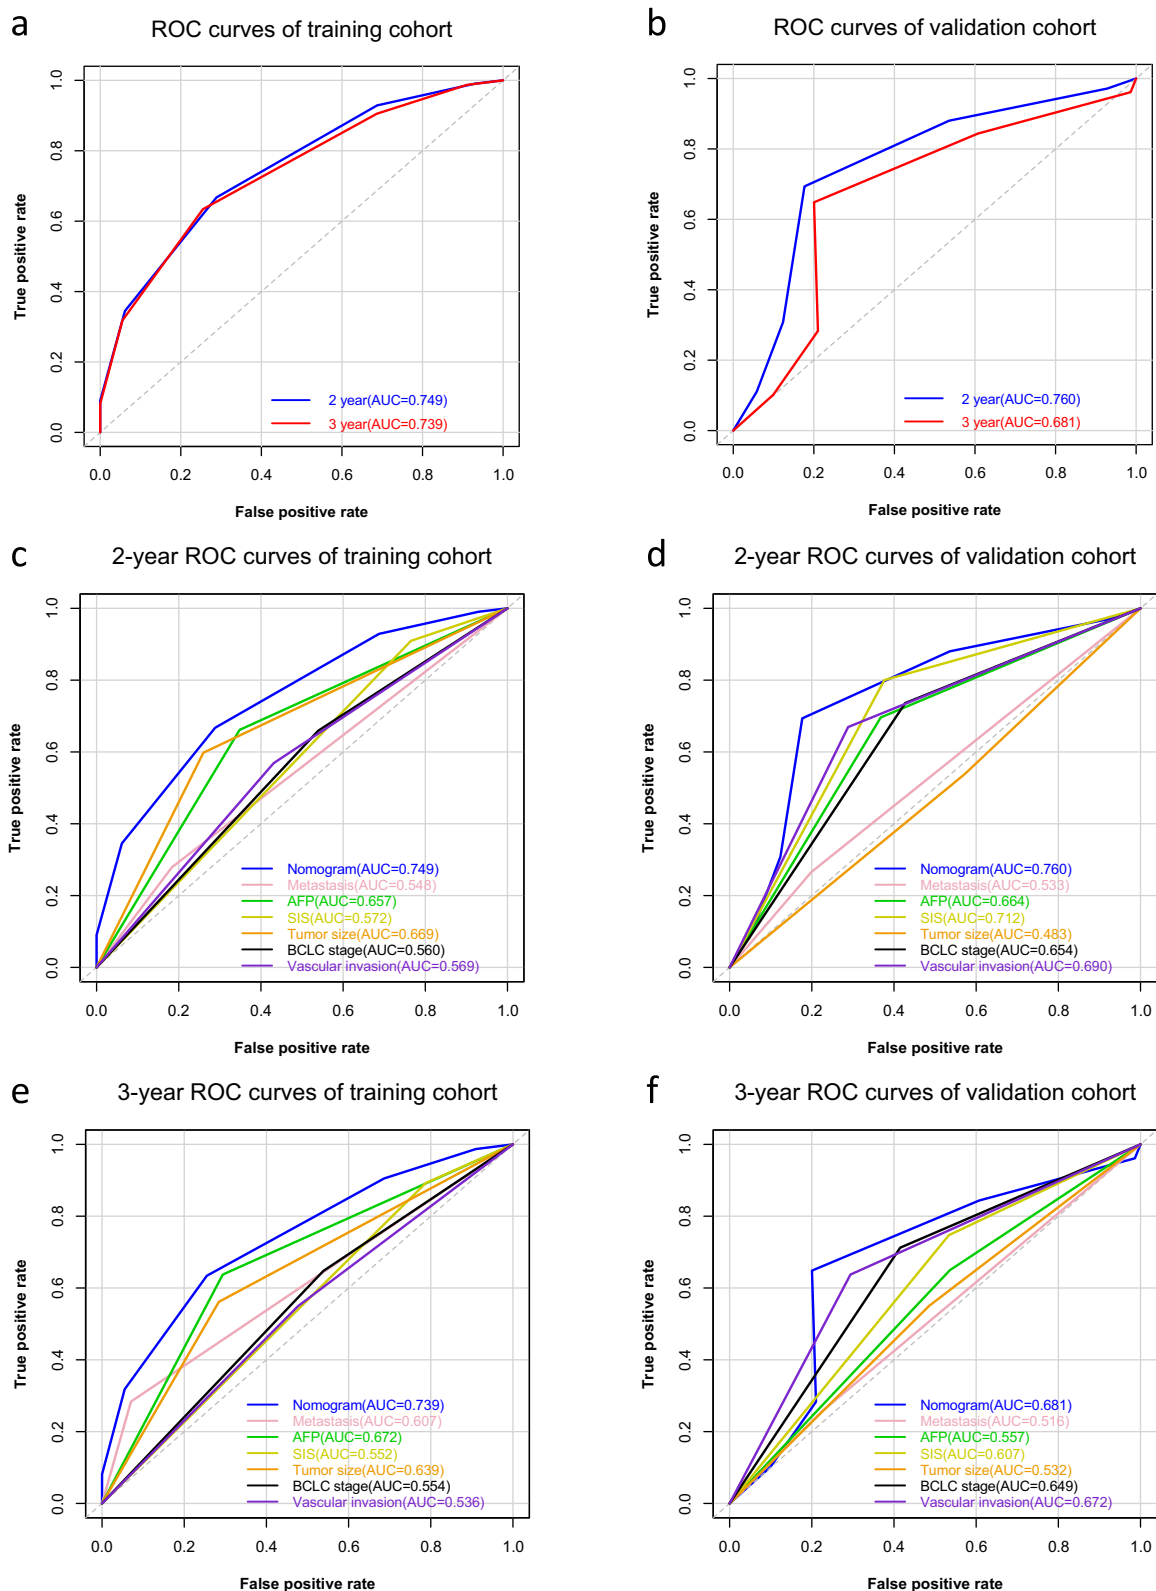 a
ROC curves of training cohort
True positive rate
0.0 0.2 0.4 0.6 0.8 1.0
2 year(AUC=0.749)
3 year(AUC=0.739)
0.0 0.2 0.4 0.6 0.8 1.0
False positive rate
b
ROC curves of validation cohort
True positive rate
0.0 0.2 0.4 0.6 0.8 1.0
2 year(AUC=0.760)
3 year(AUC=0.681)
0.0 0.2 0.4 0.6 0.8 1.0
False positive rate
c
2-year ROC curves of training cohort
True positive rate
0.0 0.2 0.4 0.6 0.8 1.0
Nomogram(AUC=0.749)
Metastasis(AUC=0.548)
AFP(AUC=0.657)
SIS(AUC=0.572)
Tumor size(AUC=0.669)
BCLC stage(AUC=0.560)
Vascular invasion(AUC=0.569)
0.0 0.2 0.4 0.6 0.8 1.0
False positive rate
d
2-year ROC curves of validation cohort
True positive rate
0.0 0.2 0.4 0.6 0.8 1.0
Nomogram(AUC=0.760)
Metastasis(AUC=0.533)
AFP(AUC=0.664)
SIS(AUC=0.712)
Tumor size(AUC=0.483)
BCLC stage(AUC=0.654)
Vascular invasion(AUC=0.690)
0.0 0.2 0.4 0.6 0.8 1.0
False positive rate
e
3-year ROC curves of training cohort
True positive rate
0.0 0.2 0.4 0.6 0.8 1.0
Nomogram(AUC=0.739)
Metastasis(AUC=0.607)
AFP(AUC=0.672)
SIS(AUC=0.552)
Tumor size(AUC=0.639)
BCLC stage(AUC=0.554)
Vascular invasion(AUC=0.536)
0.0 0.2 0.4 0.6 0.8 1.0
False positive rate
f
3-year ROC curves of validation cohort
True positive rate
0.0 0.2 0.4 0.6 0.8 1.0
Nomogram(AUC=0.681)
Metastasis(AUC=0.516)
AFP(AUC=0.557)
SIS(AUC=0.607)
Tumor size(AUC=0.532)
BCLC stage(AUC=0.649)
Vascular invasion(AUC=0.672)
0.0 0.2 0.4 0.6 0.8 1.0
False positive rate